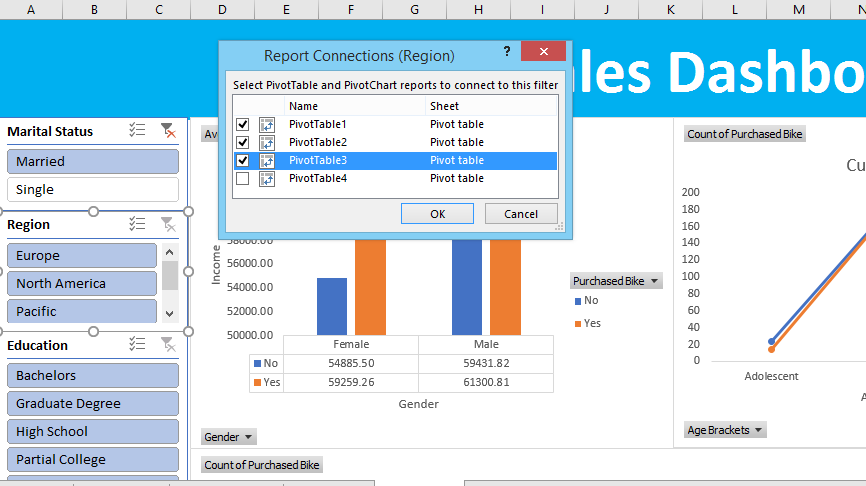 A B C D E F G H I J K L M
Report Connections (Region)
?
Select PivotTable and PivotChart reports to connect to this filter
Name Sheet
PivotTable1 Pivot table
PivotTable2 Pivot table
PivotTable3 Pivot table
PivotTable4 Pivot table
OK Cancel
ales Dashbo
Marital Status
Married
Single
Region
Europe
North America
Pacific
Education
Bachelors
Graduate Degree
High School
Partial College
Av
Income
58000.00
56000.00
54000.00
52000.00
50000.00
Female Male
No 54885.50 59431.82
Yes 59259.26 61300.81
Gender
Purchased Bike
No
Yes
Gender
Count of Purchased Bike
Count of Purchased Bike
Cu
200
180
160
140
120
100
80
60
40
20
0
Adolescent
A
Age Brackets